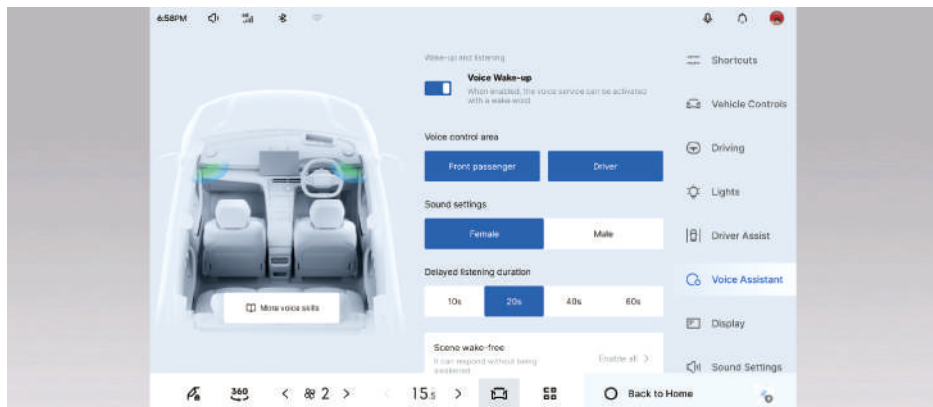 6:58PM
Wake-up and listening
Voice Wake-up
When enabled, the voice service can be activated
with a wake word
Voice control area
Front passenger
Driver
Sound settings
Female
Male
Delayed listening duration
10s
20s
40s
60s
Scene wake-free
It can respond without being
awakened
Enable all >
More voice skills
Shortcuts
Vehicle Controls
Driving
Lights
Driver Assist
Voice Assistant
Display
Sound Settings
360
< 2 >
< 15.5 >
Back to Home